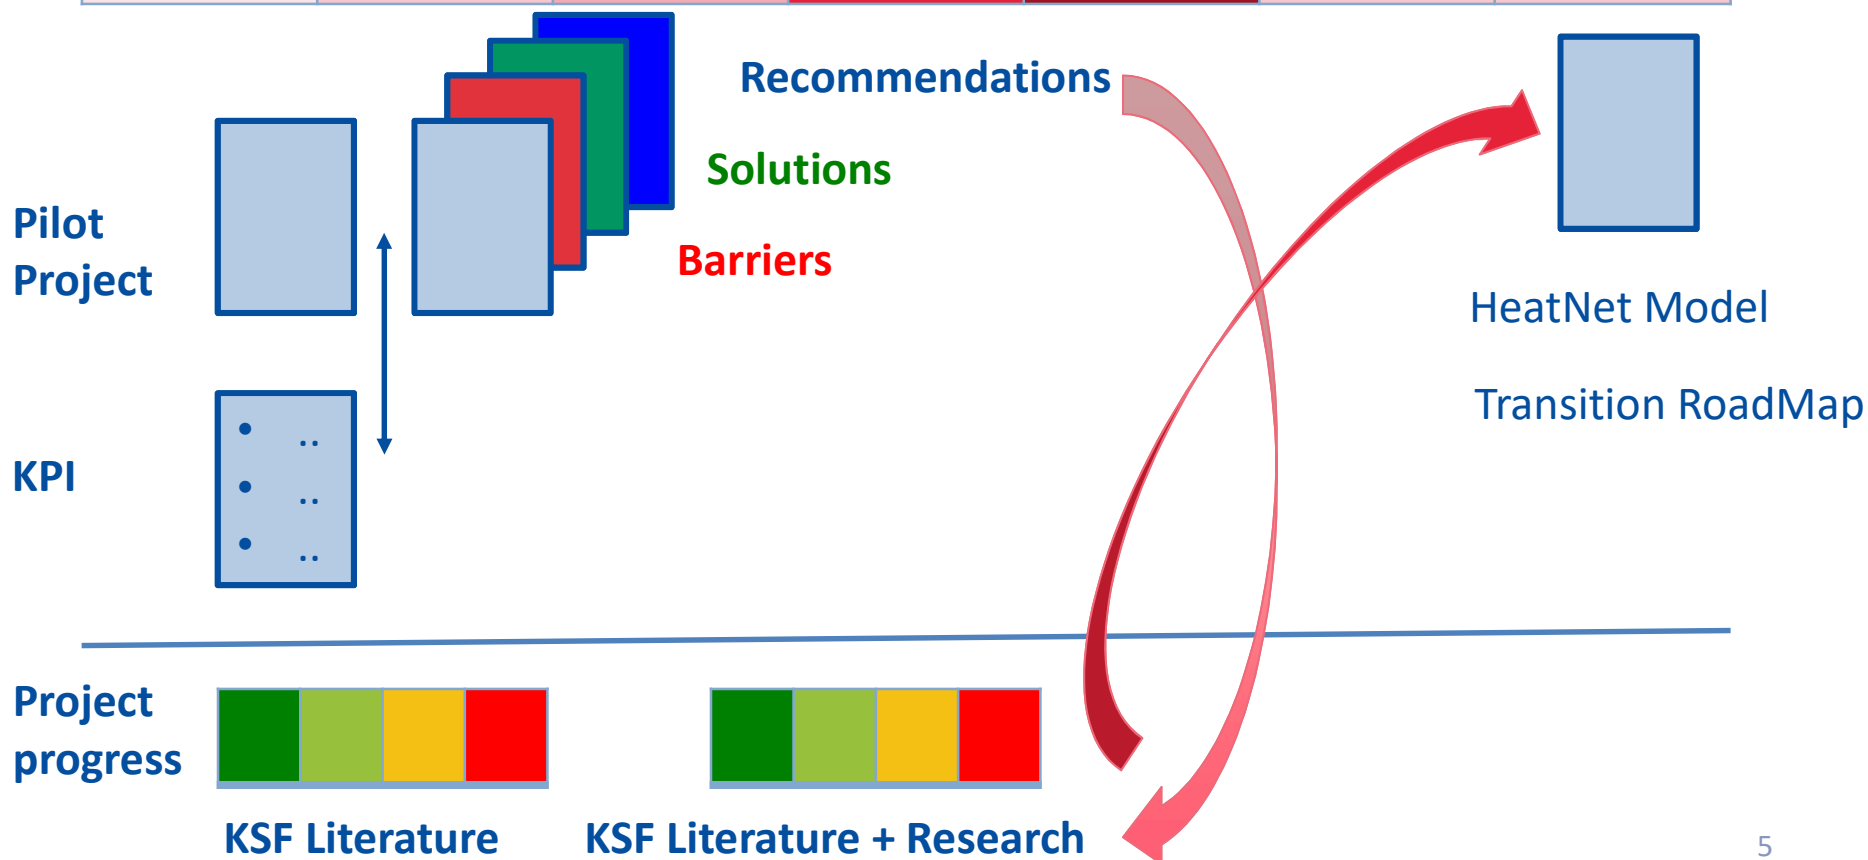 Recommendations
Solutions
Barriers
Pilot
Project
HeatNet Model
Transition RoadMap
KPI
• ..
• ..
• ..
Project
progress
KSF Literature
KSF Literature + Research
5